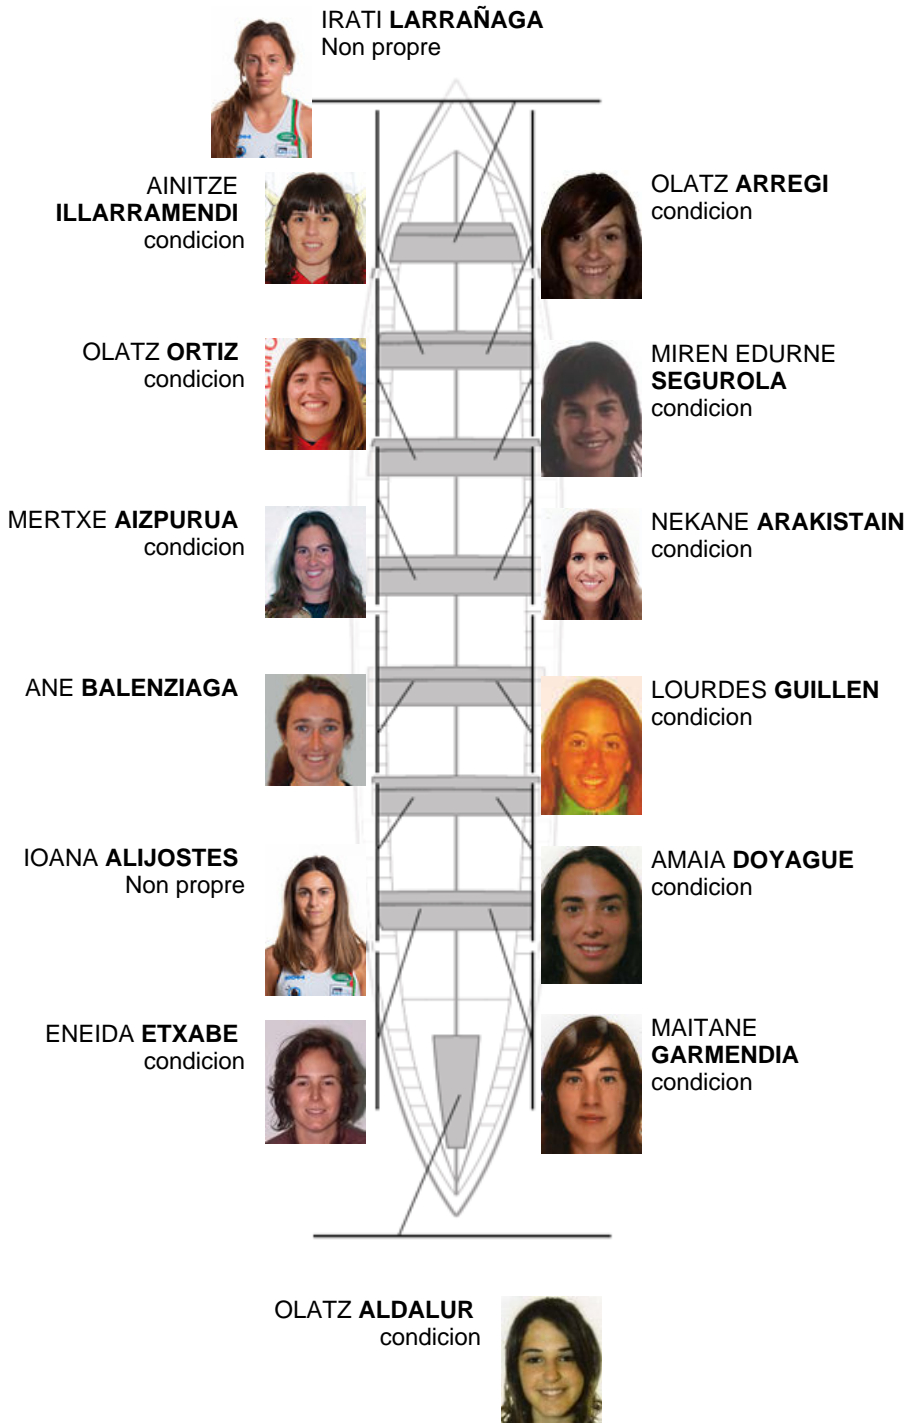 IRATI LARRAÑAGA
Non propre
AINITZE
ILLARRAMENDI
condicion
OLATZ ARREGI
condicion
OLATZ ORTIZ
condicion
MIREN EDURNE
SEGUROLA
condicion
MERTXE AIZPURUA
condicion
NEKANE ARAKISTAIN
condicion
ANE BALENZIAGA
LOURDES GUILLEN
condicion
IOANA ALIJOSTES
Non propre
AMAIA DOYAGUE
condicion
ENEIDA ETXABE
condicion
MAITANE
GARMENDIA
condicion
OLATZ ALDALUR
condicion